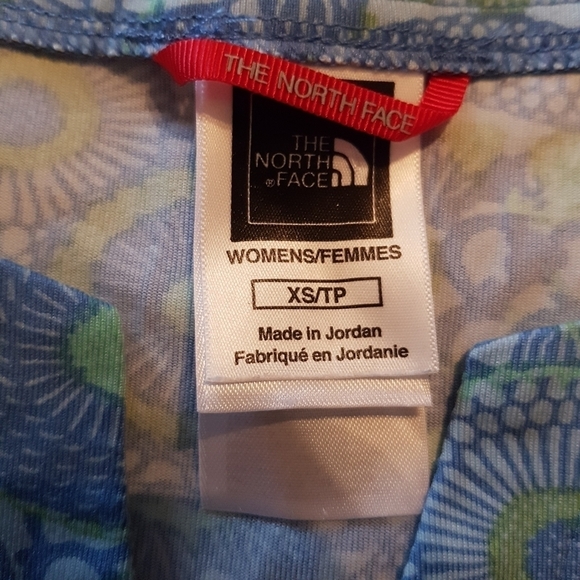 THE NORTH FACE
THE
NORTH
®FACE
WOMENS/FEMMES
XS/TP
Made in Jordan
Fabriqué en Jordanie